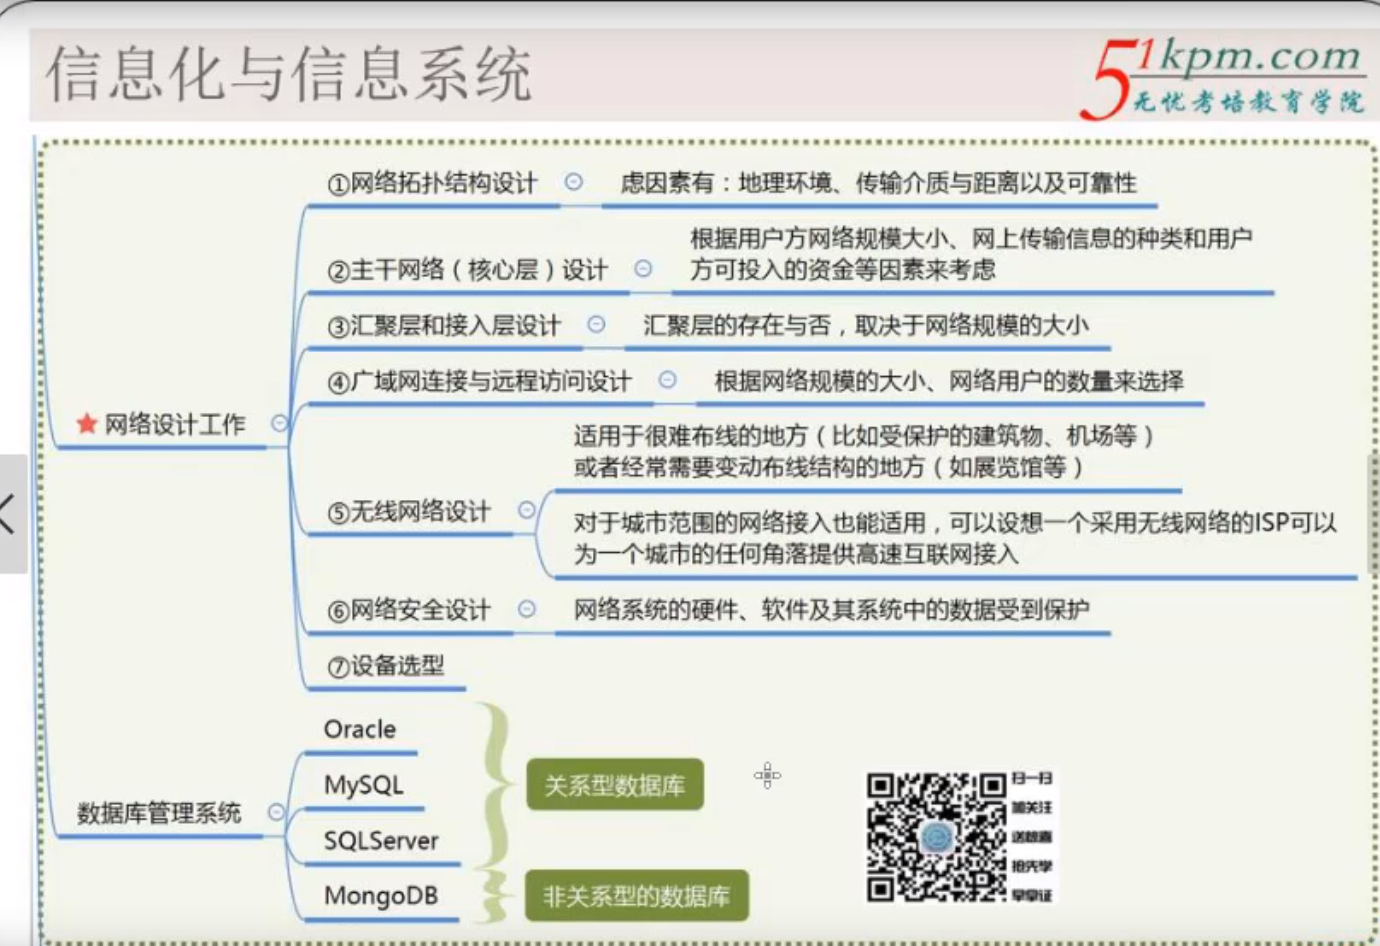 信息化与信息系统
51kpm.com
无忧考培教育学院
①网络拓扑结构设计
虑因素有：地理环境、传输介质与距离以及可靠性
②主干网络（核心层）设计
根据用户方网络规模大小、网上传输信息的种类和用户
方可投入的资金等因素来考虑
③汇聚层和接入层设计
汇聚层的存在与否，取决于网络规模的大小
④广域网连接与远程访问设计
根据网络规模的大小、网络用户的数量来选择
网络设计工作
⑤无线网络设计
适用于很难布线的地方（比如受保护的建筑物、机场等）
或者经常需要变动布线结构的地方（如展览馆等）
对于城市范围的网络接入也能适用，可以设想一个采用无线网络的ISP可以
为一个城市的任何角落提供高速互联网接入
⑥网络安全设计
网络系统的硬件、软件及其系统中的数据受到保护
⑦设备选型
数据库管理系统
Oracle
MySQL
SQLServer
关系型数据库
MongoDB
非关系型的数据库
扫一扫
加关注
抢先学